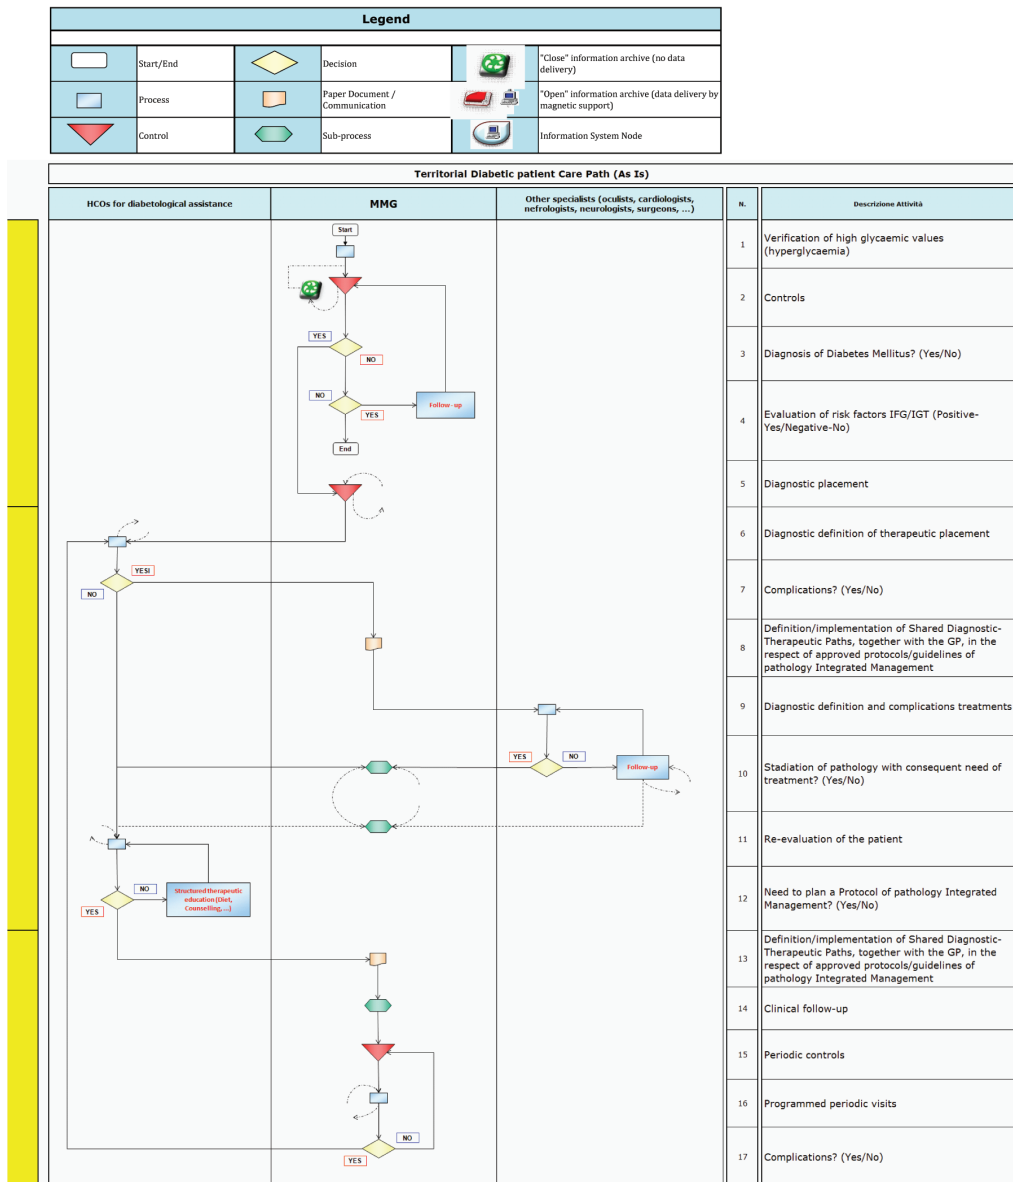 Legend
Start/End
Decision
"Close" information archive (no data
delivery)
Process
Paper Document /
Communication
"Open" information archive (data delivery by
magnetic support)
Control
Sub-process
Information System Node
Territorial Diabetic patient Care Path (As Is)
HCOs for diabetological assistance
MMG
Other specialists (oculists, cardiologists,
nefrologists, neurologists, surgeons, ...)
N.
Descrizione Attività
Start
1
Verification of high glycaemic values
(hyperglycaemia)
2
Controls
YES
NO
3
Diagnosis of Diabetes Mellitus? (Yes/No)
NO
YES
Follow-up
4
Evaluation of risk factors IFG/IGT (Positive-
Yes/Negative-No)
End
5
Diagnostic placement
6
Diagnostic definition of therapeutic placement
YESI
NO
7
Complications? (Yes/No)
8
Definition/implementation of Shared Diagnostic-
Therapeutic Paths, together with the GP, in the
respect of approved protocols/guidelines of
pathology Integrated Management
9
Diagnostic definition and complications treatments
YES
NO
Follow-up
10
Stadiation of pathology with consequent need of
treatment? (Yes/No)
11
Re-evaluation of the patient
NO
YES
Structured therapeutic
education (Diet,
Counselling, ...)
12
Need to plan a Protocol of pathology Integrated
Management? (Yes/No)
13
Definition/implementation of Shared Diagnostic-
Therapeutic Paths, together with the GP, in the
respect of approved protocols/guidelines of
pathology Integrated Management
14
Clinical follow-up
15
Periodic controls
16
Programmed periodic visits
NO
YES
17
Complications? (Yes/No)